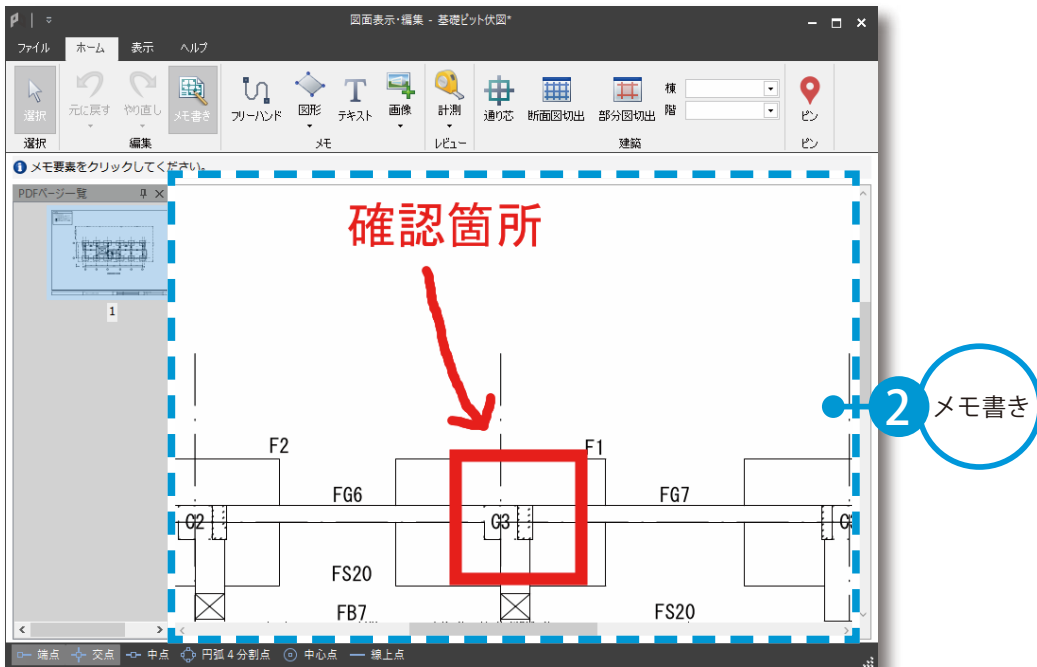 図面表示・編集 - 基礎ピット伏図*
ファイル ホーム 表示 ヘルプ
選択 元に戻す やり直し メモ書き フリーハンド 図形 テキスト 画像 計測 通り芯 断面図切出 部分図切出 棟 階 ピン
選択 編集 メモ レビュー 建築 ピン
メモ要素をクリックしてください。
PDFページ一覧
1
確認箇所
2 メモ書き
F2 F1
FG6 FG7
C2 C3
FS20
FB7 FS20
端点 交点 中点 円弧4分割点 中心点 線上点